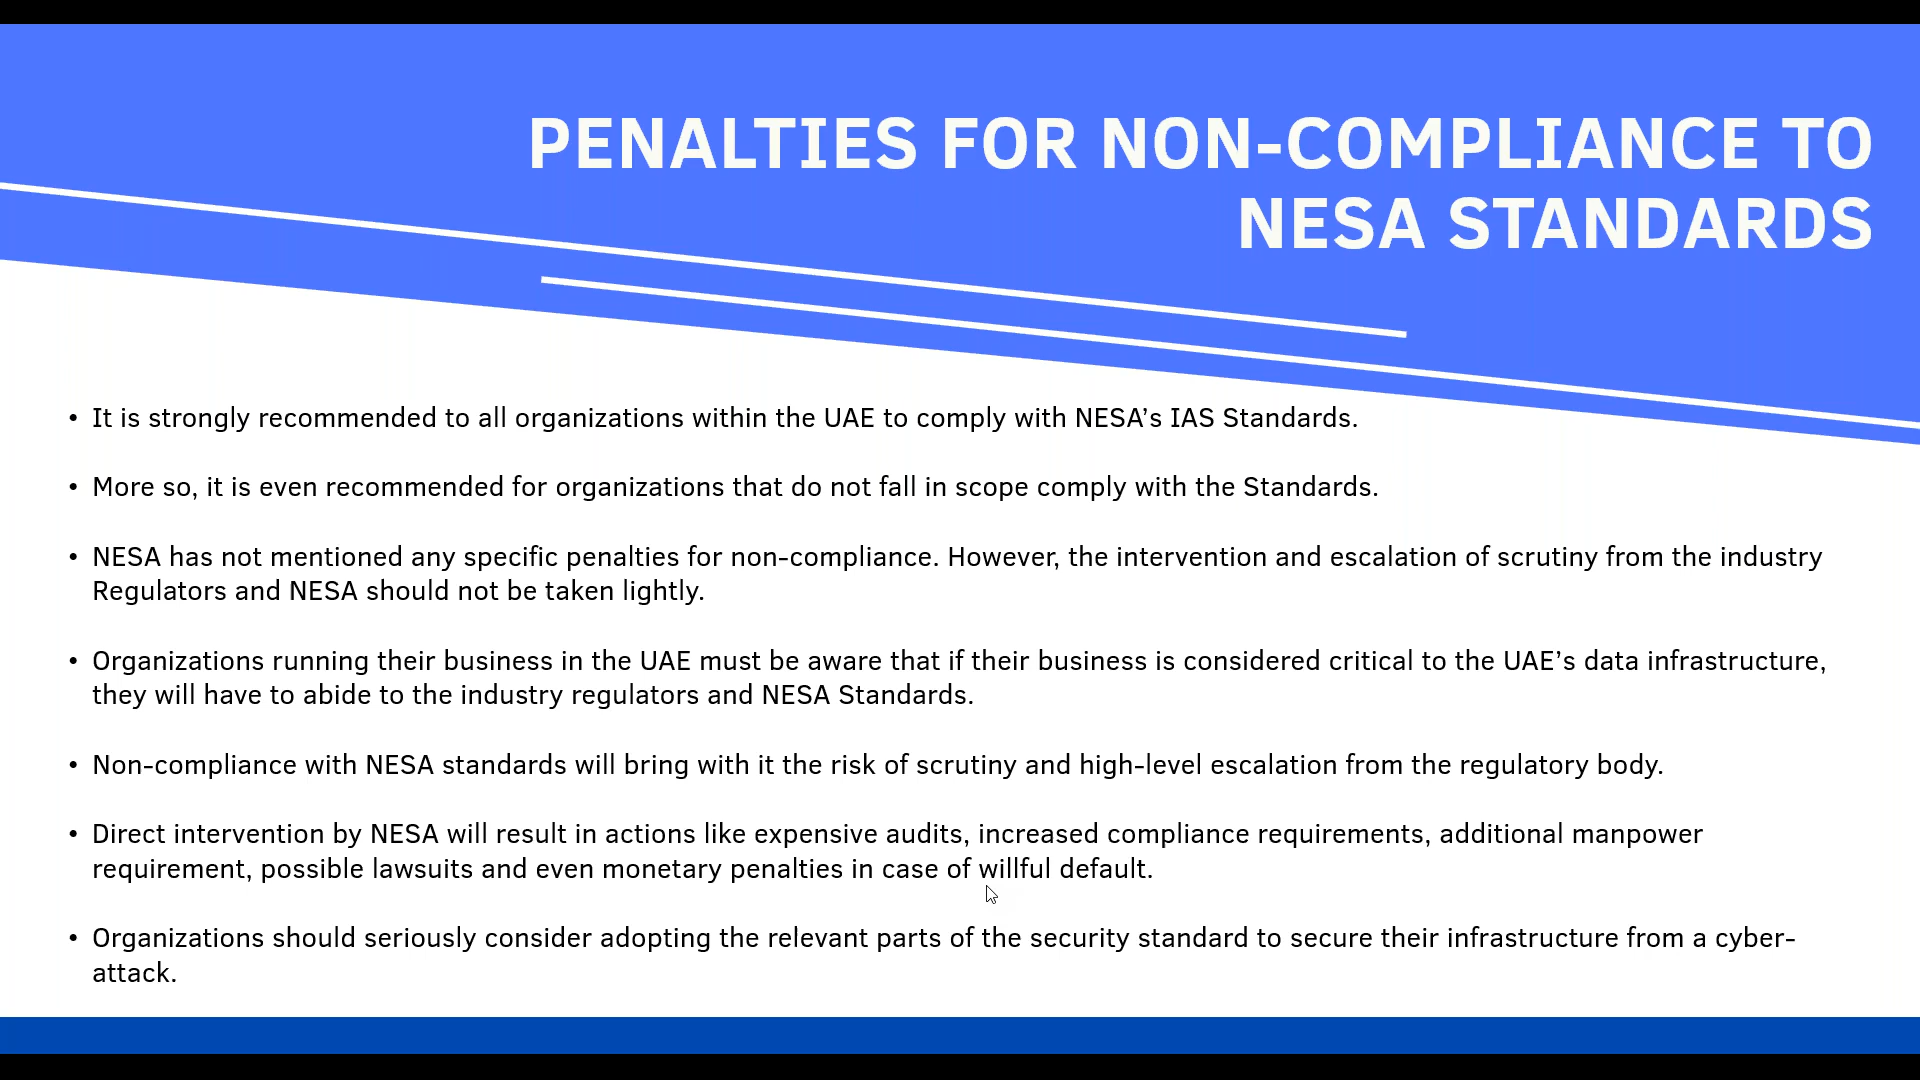 PENALTIES FOR NON-COMPLIANCE TO
NESA STANDARDS
• It is strongly recommended to all organizations within the UAE to comply with NESA’s IAS Standards.
• More so, it is even recommended for organizations that do not fall in scope comply with the Standards.
• NESA has not mentioned any specific penalties for non-compliance. However, the intervention and escalation of scrutiny from the industry
Regulators and NESA should not be taken lightly.
• Organizations running their business in the UAE must be aware that if their business is considered critical to the UAE’s data infrastructure,
they will have to abide to the industry regulators and NESA Standards.
• Non-compliance with NESA standards will bring with it the risk of scrutiny and high-level escalation from the regulatory body.
• Direct intervention by NESA will result in actions like expensive audits, increased compliance requirements, additional manpower
requirement, possible lawsuits and even monetary penalties in case of willful default.
• Organizations should seriously consider adopting the relevant parts of the security standard to secure their infrastructure from a cyber-
attack.